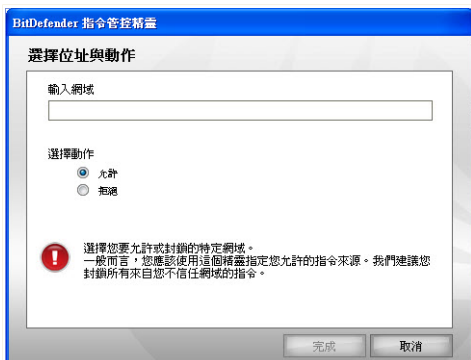 BitDefender 指令管控精靈
選擇位址與動作
輸入網域
選擇動作
允許
拒絕
選擇您要允許或封鎖的特定網域。
一般而言，您應該使用這個精靈指定您允許的指令來源。我們建議您
封鎖所有來自您不信任網域的指令。
完成
取消